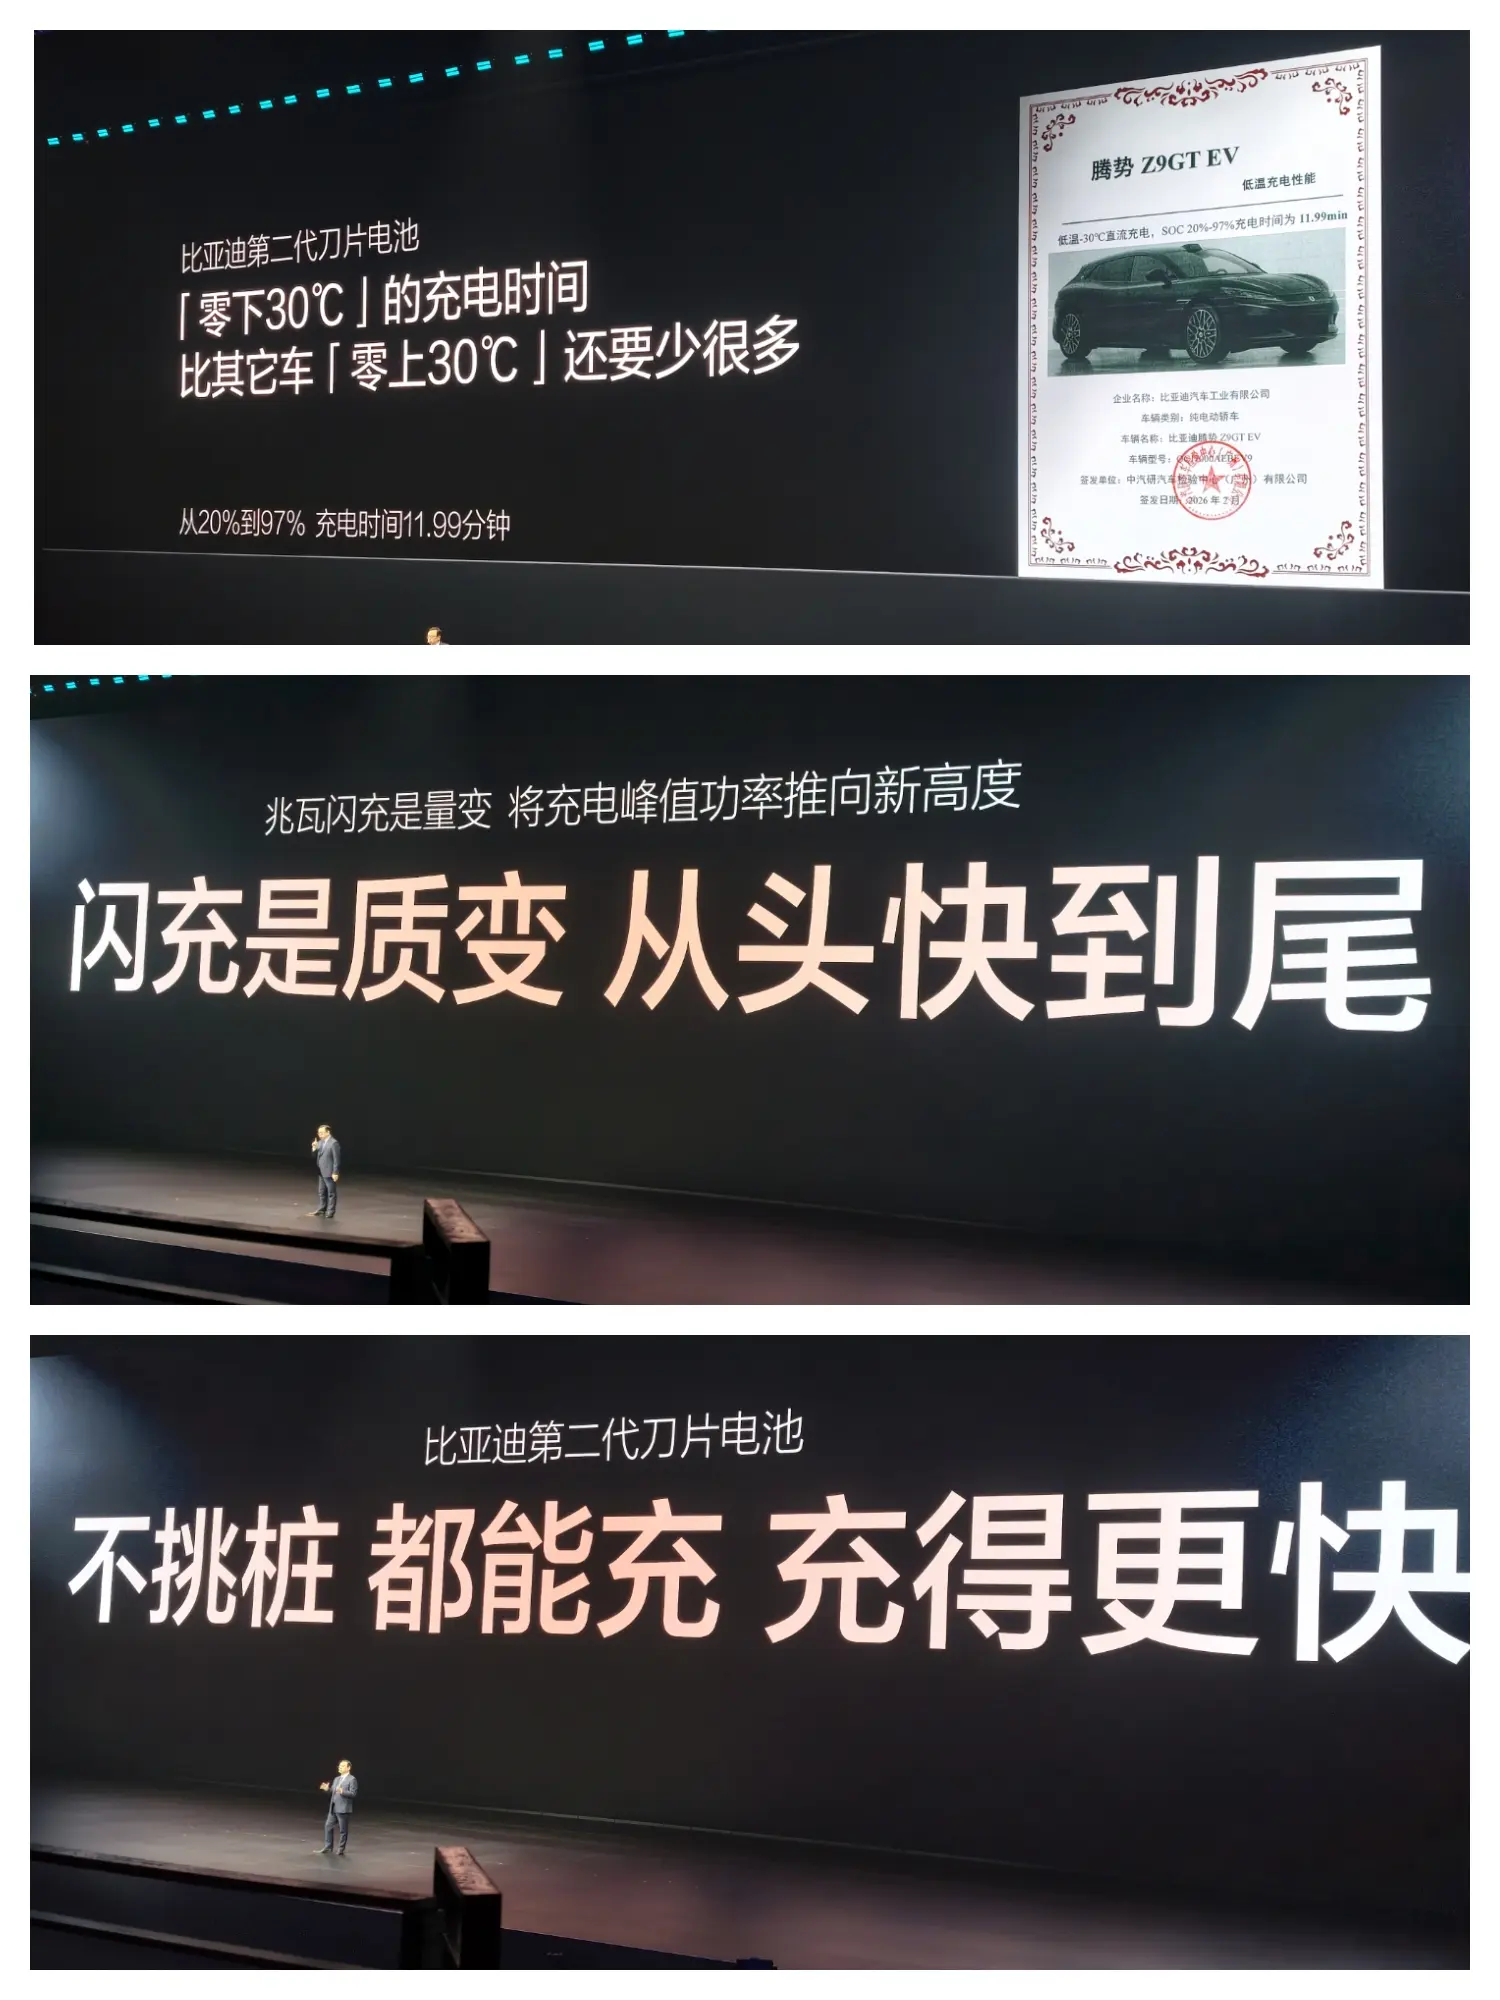 比亚迪第二代刀片电池
「零下30℃」的充电时间
比其它车「零上30℃」还要少很多
从20%到97% 充电时间11.99分钟
腾势 Z9GT EV
低温充电性能
低温-30℃直流充电，SOC 20%-97%充电时间为 11.99min
企业名称：比亚迪汽车工业有限公司
车辆类别：纯电动轿车
车辆名称：比亚迪腾势 Z9GT EV
车辆型号：
签发单位：中汽研汽车检验中心（广州）有限公司
签发日期：2026 年 2 月
兆瓦闪充是量变 将充电峰值功率推向新高度
闪充是质变 从头快到尾
比亚迪第二代刀片电池
不挑桩 都能充 充得更快